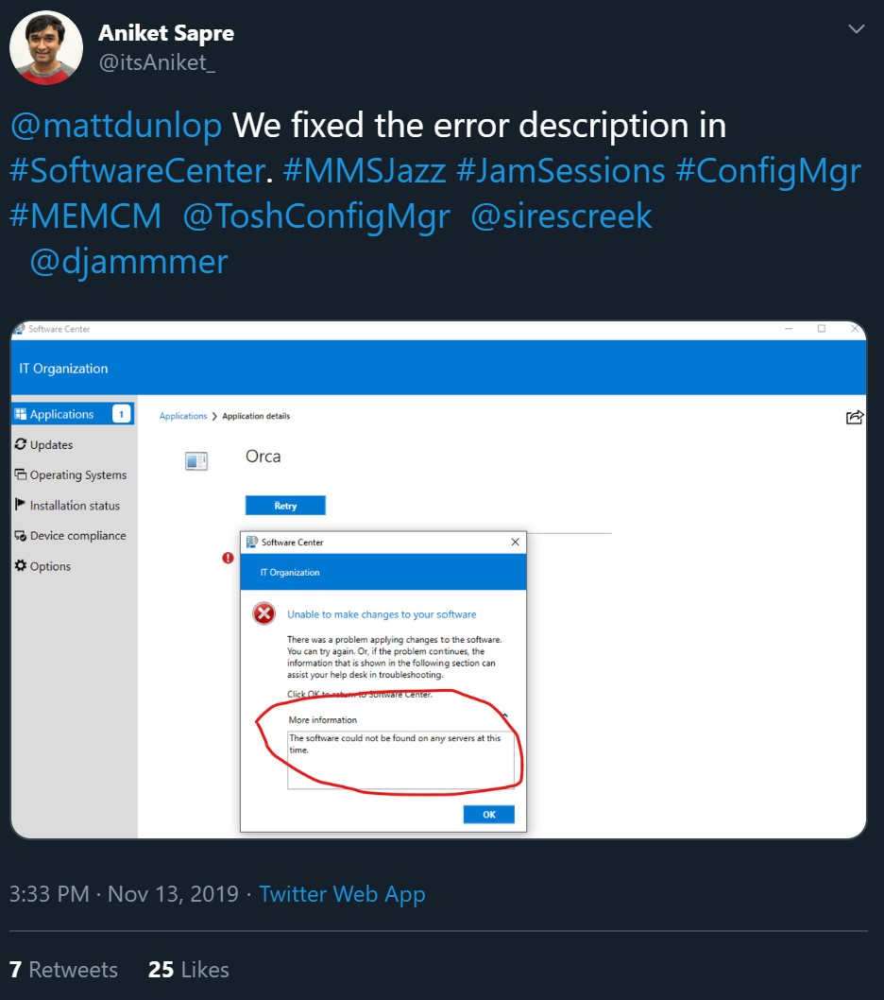 Aniket Sapre
@itsAniket_
@mattdunlop We fixed the error description in
#SoftwareCenter. #MMSJazz #JamSessions #ConfigMgr
#MEMCM @ToshConfigMgr @sirescreek
@djammmer
Software Center
IT Organization
Applications 1
Updates
Operating Systems
Installation status
Device compliance
Options
Applications > Application details
Orca
Retry
Software Center
IT Organization
Unable to make changes to your software
There was a problem applying changes to the software.
You can try again. Or, if the problem continues, the
information that is shown in the following section can
assist your help desk in troubleshooting.
Click OK to return to Software Center.
More information
The software could not be found on any servers at this
time.
OK
3:33 PM · Nov 13, 2019 · Twitter Web App
7 Retweets 25 Likes